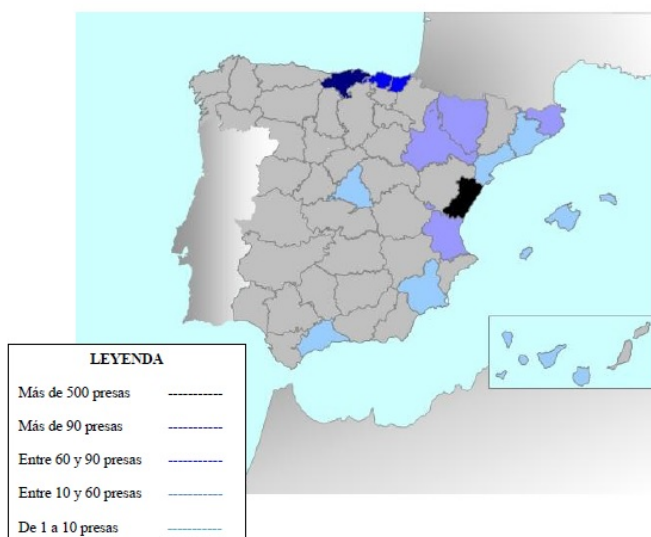 LEYENDA
Más de 500 presas -----------
Más de 90 presas -----------
Entre 60 y 90 presas -----------
Entre 10 y 60 presas -----------
De 1 a 10 presas -----------